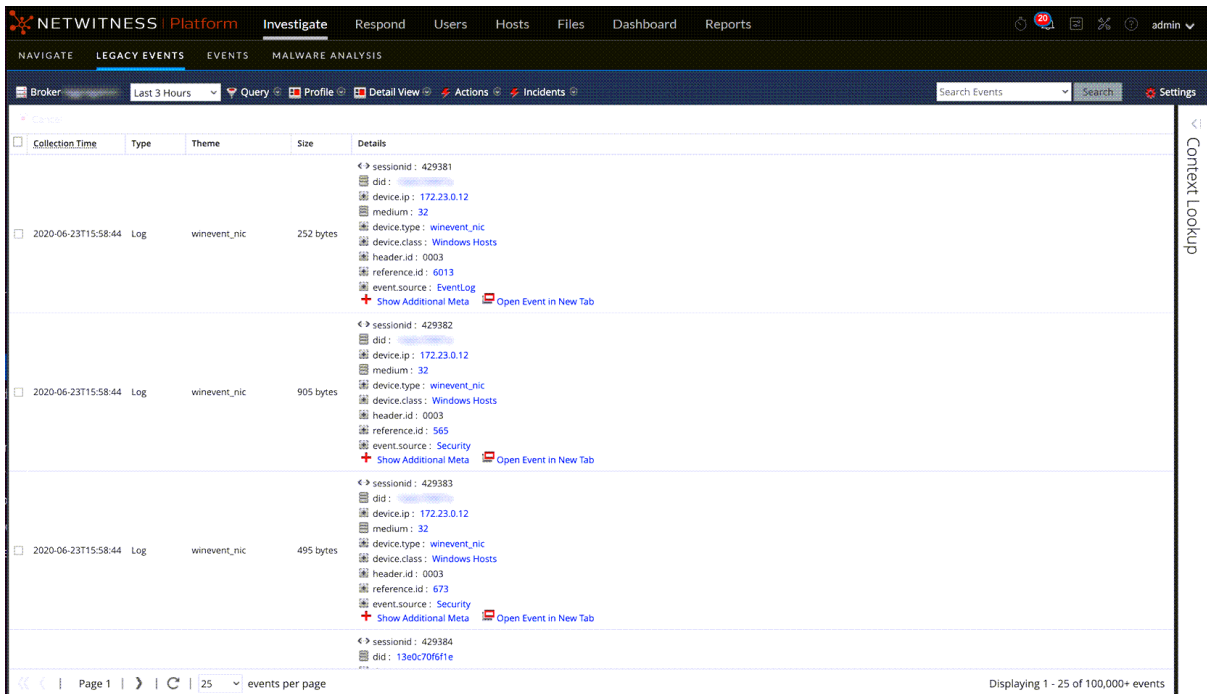 NETWITNESS Platform Investigate Respond Users Hosts Files Dashboard Reports 20 admin
NAVIGATE LEGACY EVENTS EVENTS MALWARE ANALYSIS
Broker Last 3 Hours Query Profile Detail View Actions Incidents Search Events Search Settings
Cancel
Collection Time Type Theme Size Details
Context Lookup
sessionid : 429381
did :
device.ip : 172.23.0.12
medium : 32
device.type : winevent_nic
2020-06-23T15:58:44 Log winevent_nic 252 bytes
device.class : Windows Hosts
header.id : 0003
reference.id : 6013
event.source : EventLog
Show Additional Meta Open Event in New Tab
sessionid : 429382
did :
device.ip : 172.23.0.12
medium : 32
device.type : winevent_nic
2020-06-23T15:58:44 Log winevent_nic 905 bytes
device.class : Windows Hosts
header.id : 0003
reference.id : 565
event.source : Security
Show Additional Meta Open Event in New Tab
sessionid : 429383
did :
device.ip : 172.23.0.12
medium : 32
device.type : winevent_nic
2020-06-23T15:58:44 Log winevent_nic 495 bytes
device.class : Windows Hosts
header.id : 0003
reference.id : 673
event.source : Security
Show Additional Meta Open Event in New Tab
sessionid : 429384
did : 13e0c70f6f1e
Page 1 25 events per page Displaying 1 - 25 of 100,000+ events